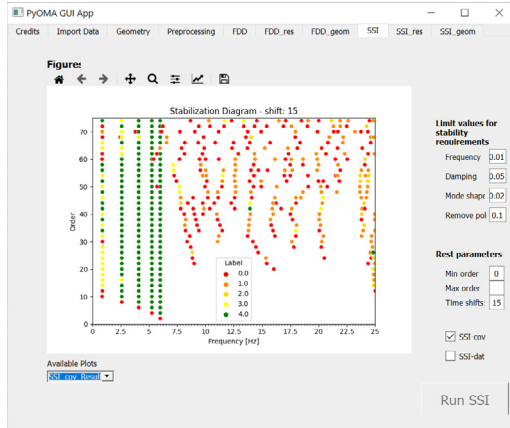 PyOMA GUI App
Credits Import Data Geometry Preprocessing FDD FDD_res FDD_geom SSI SSI_res SSI_geom
Figure:
Stabilization Diagram - shift: 15
Order
70
60
50
40
30
20
10
0
0.0 2.5 5.0 7.5 10 12.5 15 17.5 20 22.5 25
Frequency [Hz]
Label
0.0
1.0
2.0
3.0
4.0
Available Plots
SSI_cov_Result
Limit values for
stability
requirements
Frequency 0.01
Damping 0.05
Mode shape 0.02
Remove pol 0.1
Rest parameters
Min order 0
Max order
Time shifts: 15
SSI-cov
SSI-dat
Run SSI